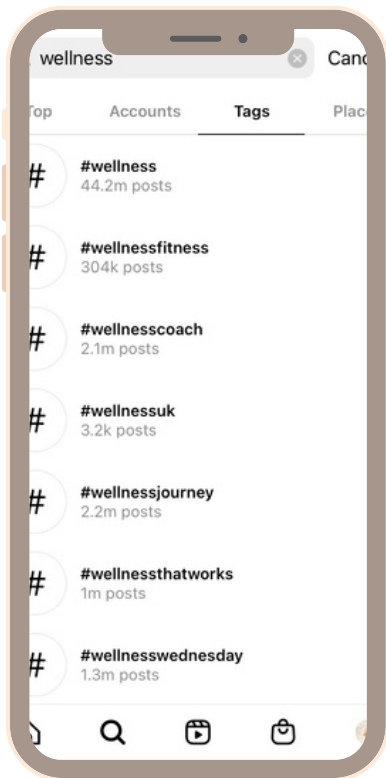 wellness Canc
Top Accounts Tags Plac
#
#wellness
44.2m posts
#
#wellnessfitness
304k posts
#
#wellnesscoach
2.1m posts
#
#wellnessuk
3.2k posts
#
#wellnessjourney
2.2m posts
#
#wellnessthatworks
1m posts
#
#wellnesswednesday
1.3m posts